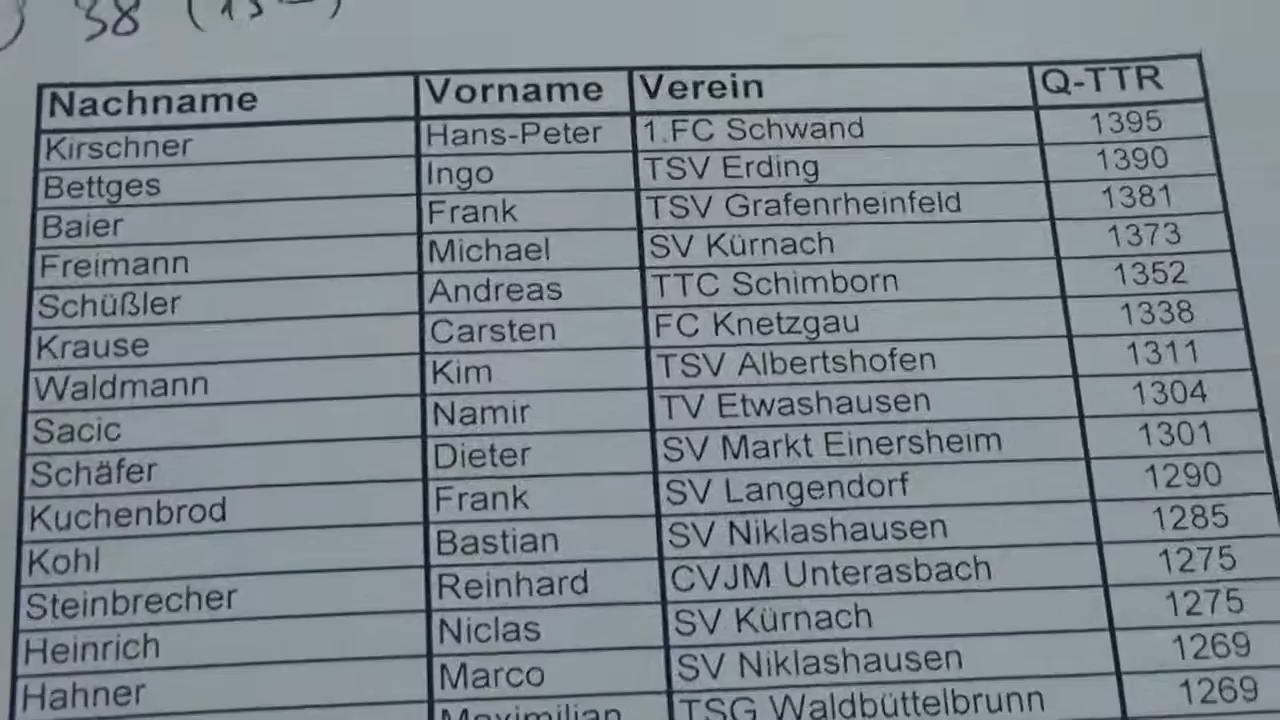 38 (13
Nachname Vorname Verein Q-TTR
Kirschner Hans-Peter 1.FC Schwand 1395
Bettges Ingo TSV Erding 1390
Baier Frank TSV Grafenrheinfeld 1381
Freimann Michael SV Kürnach 1373
Schüßler Andreas TTC Schimborn 1352
Krause Carsten FC Knetzgau 1338
Waldmann Kim TSV Albertshofen 1311
Sacic Namir TV Etwashausen 1304
Schäfer Dieter SV Markt Einersheim 1301
Kuchenbrod Frank SV Langendorf 1290
Kohl Bastian SV Niklashausen 1285
Steinbrecher Reinhard CVJM Unterasbach 1275
Heinrich Niclas SV Kürnach 1275
Hahner Marco SV Niklashausen 1269
Maximilian TSG Waldbüttelbrunn 1269